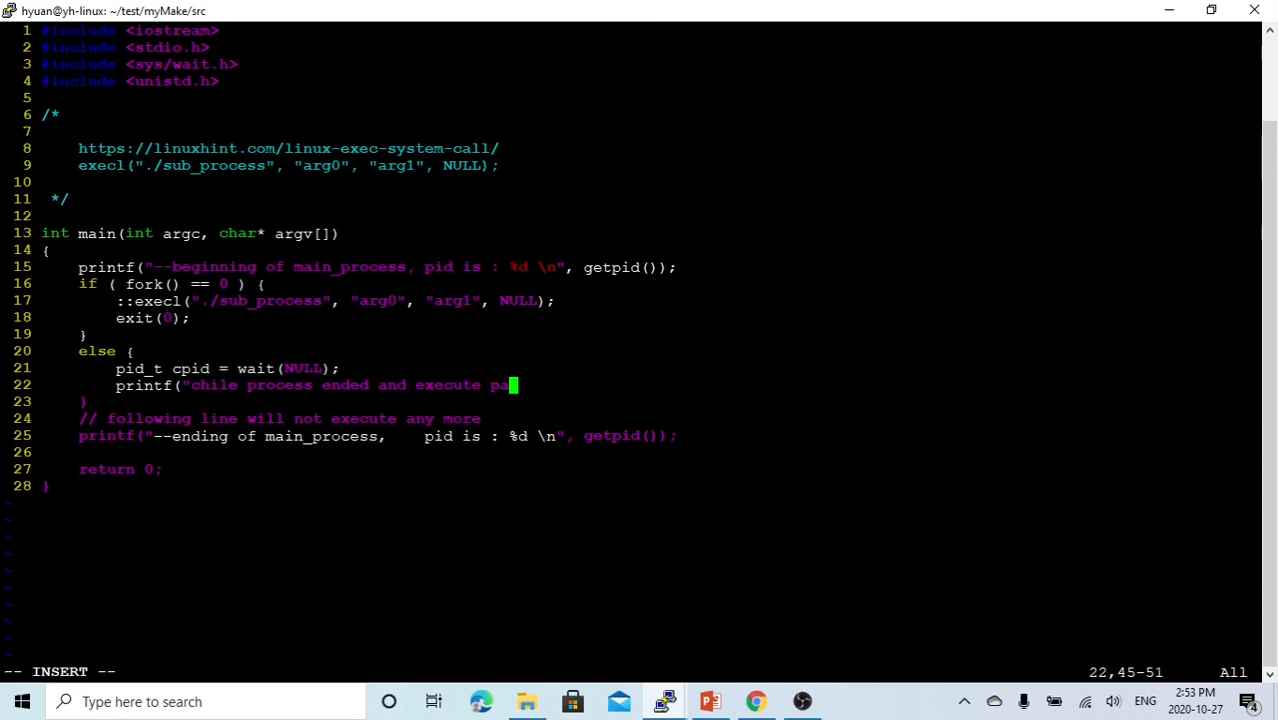 hyuan@yh-linux: ~/test/myMake/src
1 #include <iostream>
2 #include <stdio.h>
3 #include <sys/wait.h>
4 #include <unistd.h>
5
6 /*
7
8     https://linuxhint.com/linux-exec-system-call/
9     execl("./sub_process", "arg0", "arg1", NULL);
10
11  */
12
13 int main(int argc, char* argv[])
14 {
15     printf("--beginning of main_process, pid is : %d \n", getpid());
16     if ( fork() == 0 ) {
17         ::execl("./sub_process", "arg0", "arg1", NULL);
18         exit(0);
19     }
20     else {
21         pid_t cpid = wait(NULL);
22         printf("chile process ended and execute pa
23     }
24     // following line will not execute any more
25     printf("--ending of main_process,    pid is : %d \n", getpid());
26
27     return 0;
28 }
~
~
~
~
~
~
~
~
~
~
-- INSERT --                22,45-51    All
Type here to search
ENG
2:53 PM
2020-10-27
4